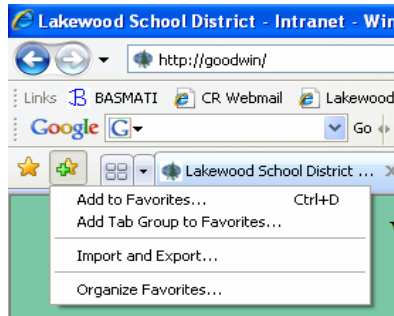 Lakewood School District - Intranet - Win
http://goodwin/
Links BASMATI CR Webmail Lakewood
Google G Go
Lakewood School District ...
Add to Favorites... Ctrl+D
Add Tab Group to Favorites...
Import and Export...
Organize Favorites...